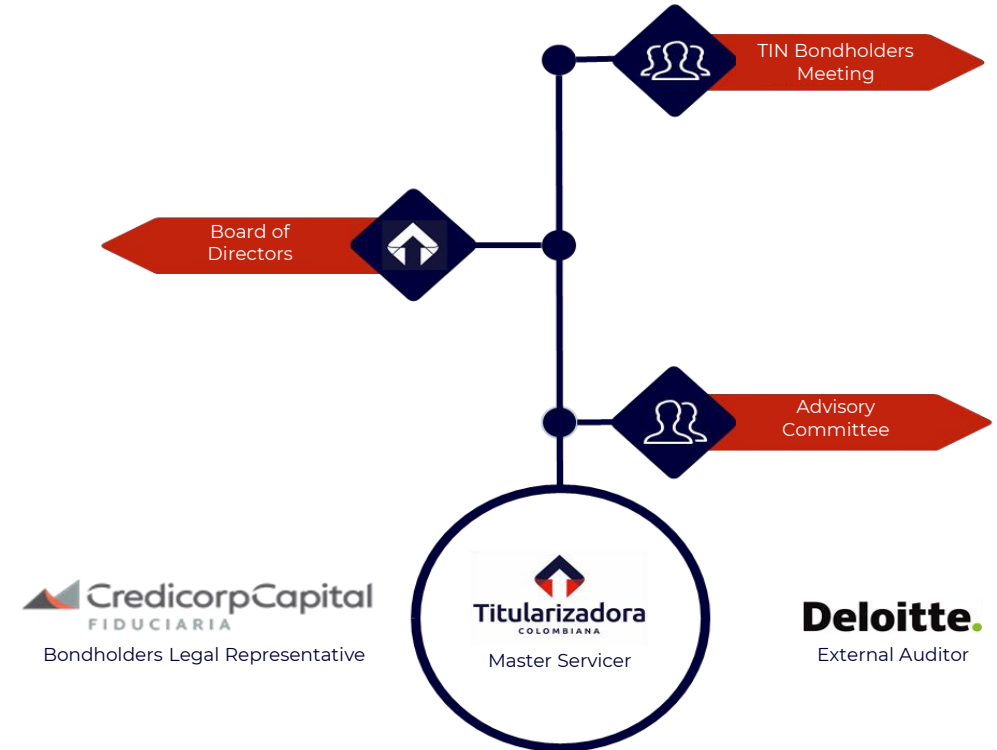 TIN Bondholders
Meeting
Board of
Directors
Advisory
Committee
CredicorpCapital
FIDUCIARIA
Bondholders Legal Representative
Titularizadora
COLOMBIANA
Master Servicer
Deloitte.
External Auditor